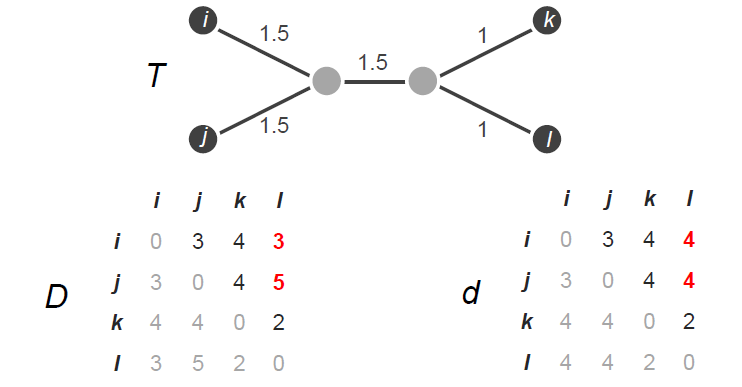 i 1.5 1 k
T 1.5
j 1.5 1 l
i j k l
i 0 3 4 3
j 3 0 4 5
D
k 4 4 0 2
l 3 5 2 0
i j k l
i 0 3 4 4
j 3 0 4 4
d
k 4 4 0 2
l 4 4 2 0